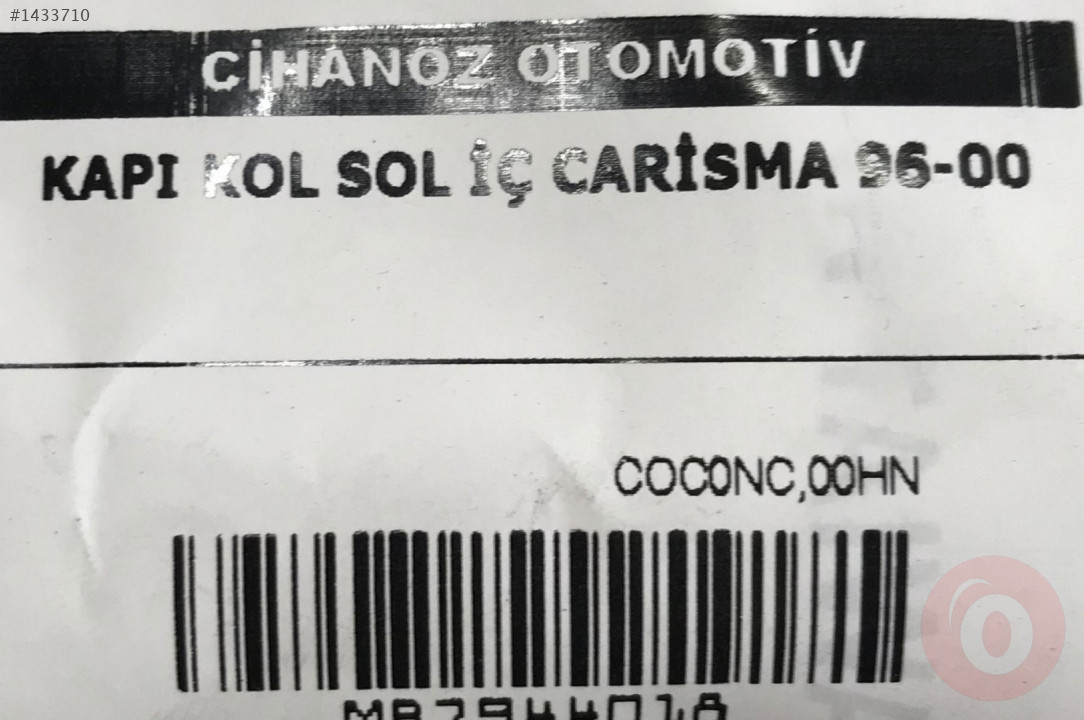 #1433710
CİHANOZ OTOMOTİV
KAPI KOL SOL İÇ CARİSMA 96-00
COC0NC,00HN